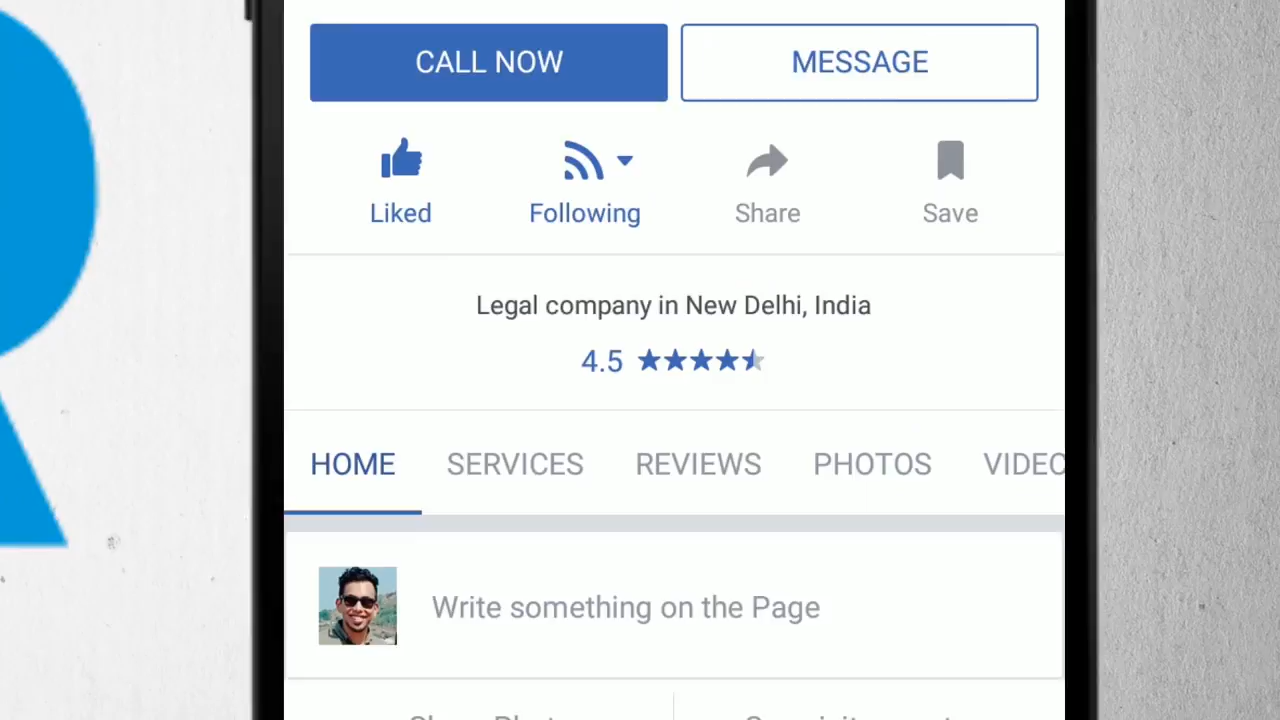 CALL NOW MESSAGE
Liked Following Share Save
Legal company in New Delhi, India
4.5
HOME SERVICES REVIEWS PHOTOS VIDEO
Write something on the Page